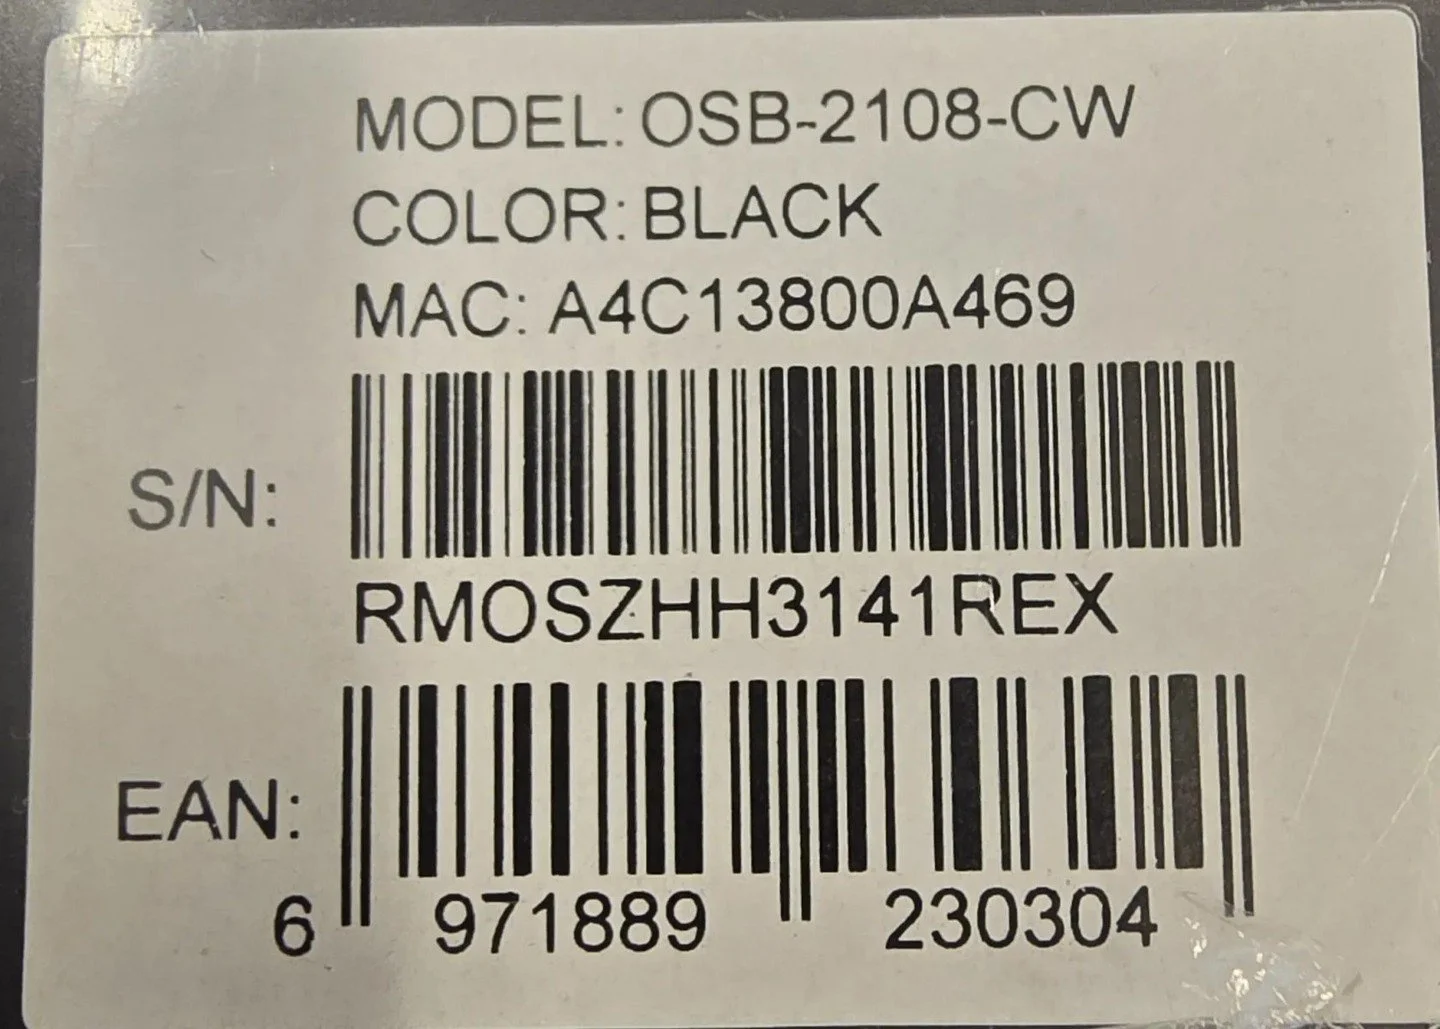 MODEL: OSB-2108-CW
COLOR: BLACK
MAC: A4C13800A469
S/N:
RMOSZHH3141REX
EAN:
6 971889 230304